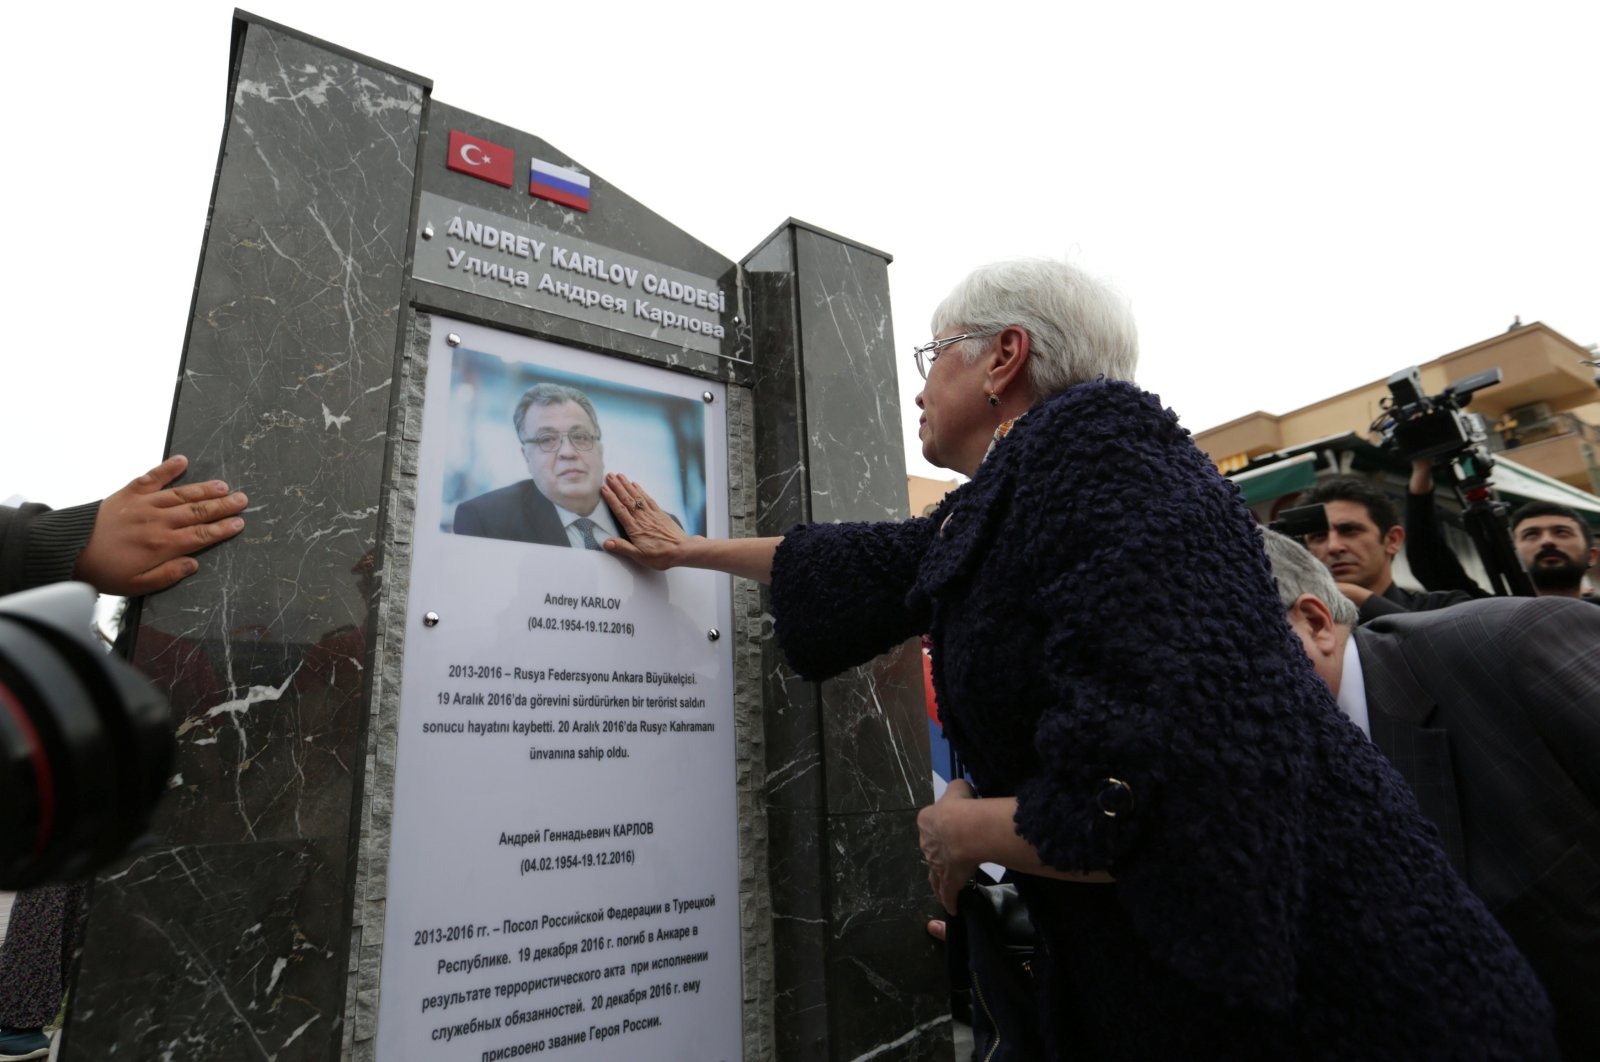 ANDREY KARLOV CADDESİ
Улица Андрея Карлова
Andrey KARLOV
(04.02.1954-19.12.2016)
2013-2016 – Rusya Federasyonu Ankara Büyükelçisi.
19 Aralık 2016'da görevini sürdürürken bir terörist saldırı
sonucu hayatını kaybetti. 20 Aralık 2016'da Rusya Kahramanı
ünvanına sahip oldu.
Андрей Геннадьевич КАРЛОВ
(04.02.1954-19.12.2016)
2013-2016 гг. – Посол Российской Федерации в Турецкой
Республике. 19 декабря 2016 г. погиб в Анкаре в
результате террористического акта при исполнении
служебных обязанностей. 20 декабря 2016 г. ему
присвоено звание Героя России.